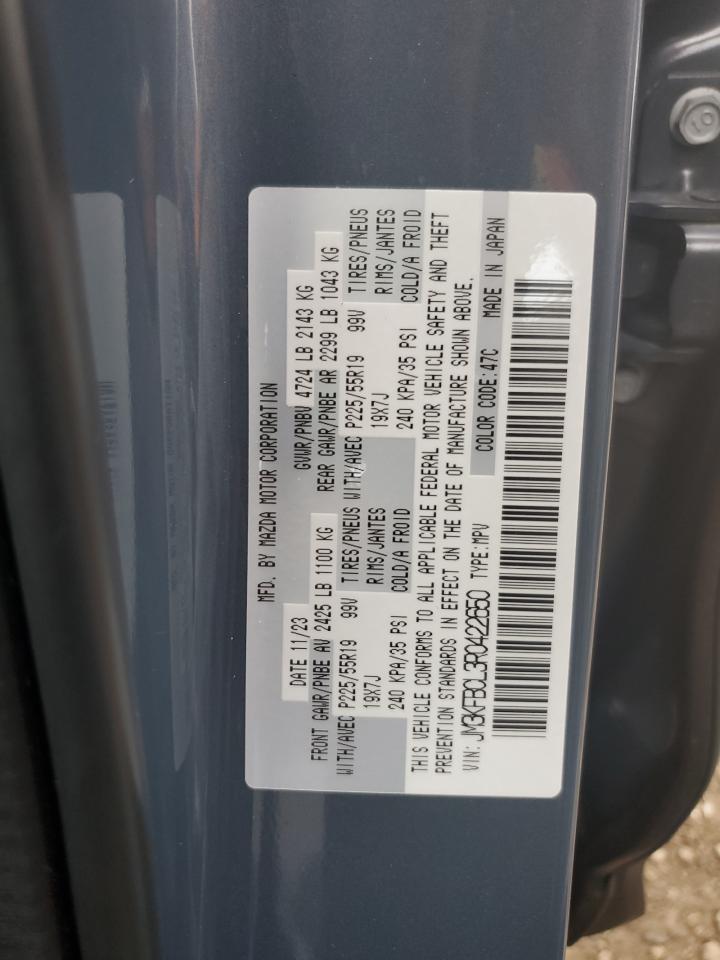 MFD. BY MAZDA MOTOR CORPORATION
DATE 11/23 GVWR/PNBV 4724 LB 2143 KG
FRONT GAWR/PNBE AV 2425 LB 1100 KG REAR GAWR/PNBE AR 2299 LB 1043 KG
WITH/AVEC P225/55R19 99V TIRES/PNEUS WITH/AVEC P225/55R19 99V TIRES/PNEUS
19X7J RIMS/JANTES 19X7J RIMS/JANTES
240 KPA/35 PSI COLD/A FROID 240 KPA/35 PSI COLD/A FROID
THIS VEHICLE CONFORMS TO ALL APPLICABLE FEDERAL MOTOR VEHICLE SAFETY AND THEFT
PREVENTION STANDARDS IN EFFECT ON THE DATE OF MANUFACTURE SHOWN ABOVE.
VIN: JM3KFBCL3R0422650 TYPE:MPV COLOR CODE:47C MADE IN JAPAN
10